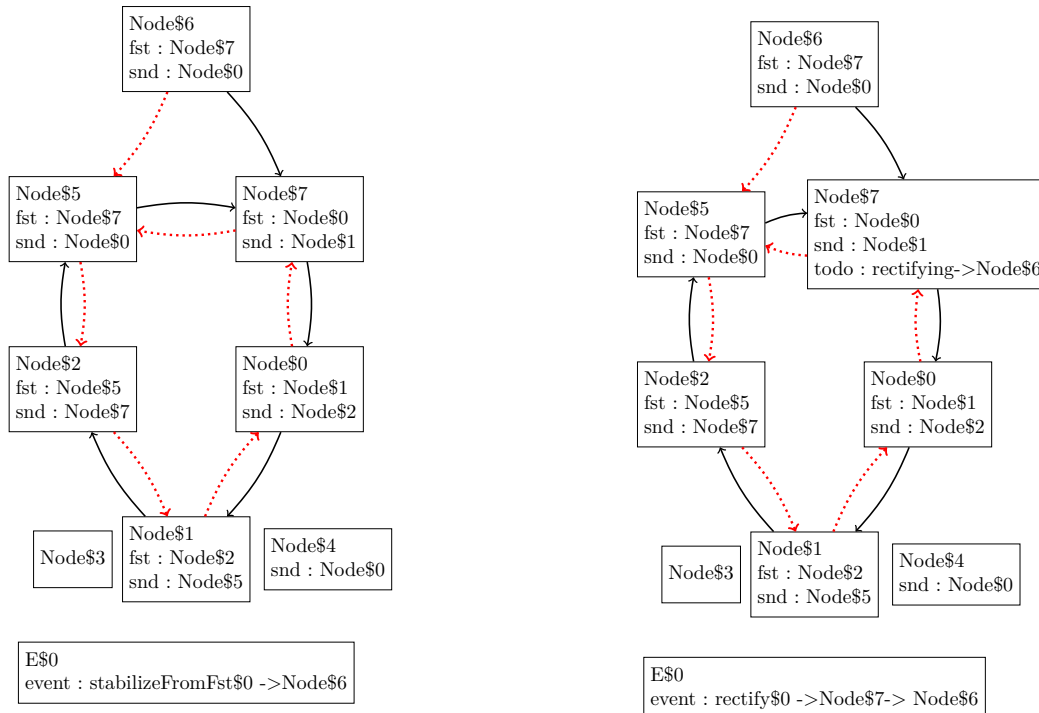 Node$6
fst : Node$7
snd : Node$0
Node$5
fst : Node$7
snd : Node$0
Node$7
fst : Node$0
snd : Node$1
Node$2
fst : Node$5
snd : Node$7
Node$0
fst : Node$1
snd : Node$2
Node$3
Node$1
fst : Node$2
snd : Node$5
Node$4
snd : Node$0
E$0
event : stabilizeFromFst$0 ->Node$6
Node$6
fst : Node$7
snd : Node$0
Node$5
fst : Node$7
snd : Node$0
Node$7
fst : Node$0
snd : Node$1
todo : rectifying->Node$6
Node$2
fst : Node$5
snd : Node$7
Node$0
fst : Node$1
snd : Node$2
Node$3
Node$1
fst : Node$2
snd : Node$5
Node$4
snd : Node$0
E$0
event : rectify$0 ->Node$7-> Node$6